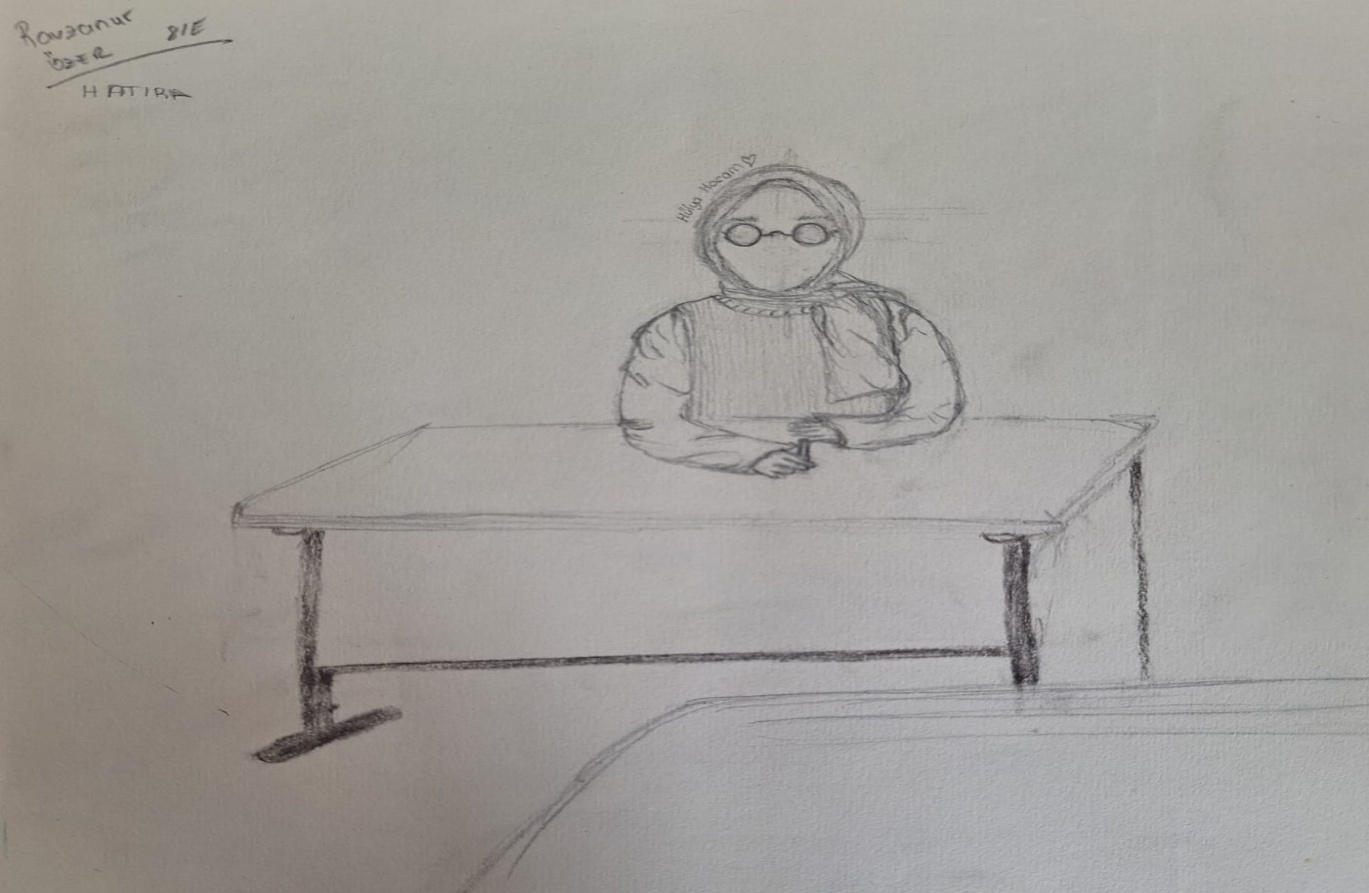 Ravzanur 8/E
ÖZER
HATIRA
Hülya Hocam ♡